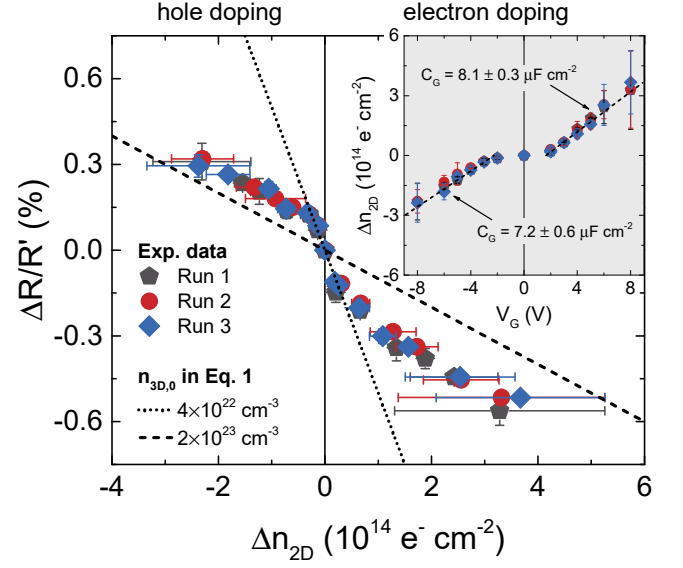 hole doping electron doping
0.6
0.3
0.0
-0.3
-0.6
ΔR/R' (%)
Exp. data
Run 1
Run 2
Run 3
n3D,0 in Eq. 1
4×10²² cm⁻³
2×10²³ cm⁻³
-4 -2 0 2 4 6
Δn2D (10¹⁴ e⁻ cm⁻²)
6
3
0
-3
-6
Δn2D (10¹⁴ e⁻ cm⁻²)
CG = 8.1 ± 0.3 µF cm⁻²
CG = 7.2 ± 0.6 µF cm⁻²
-8 -6 -4 -2 0 2 4 6 8
VG (V)